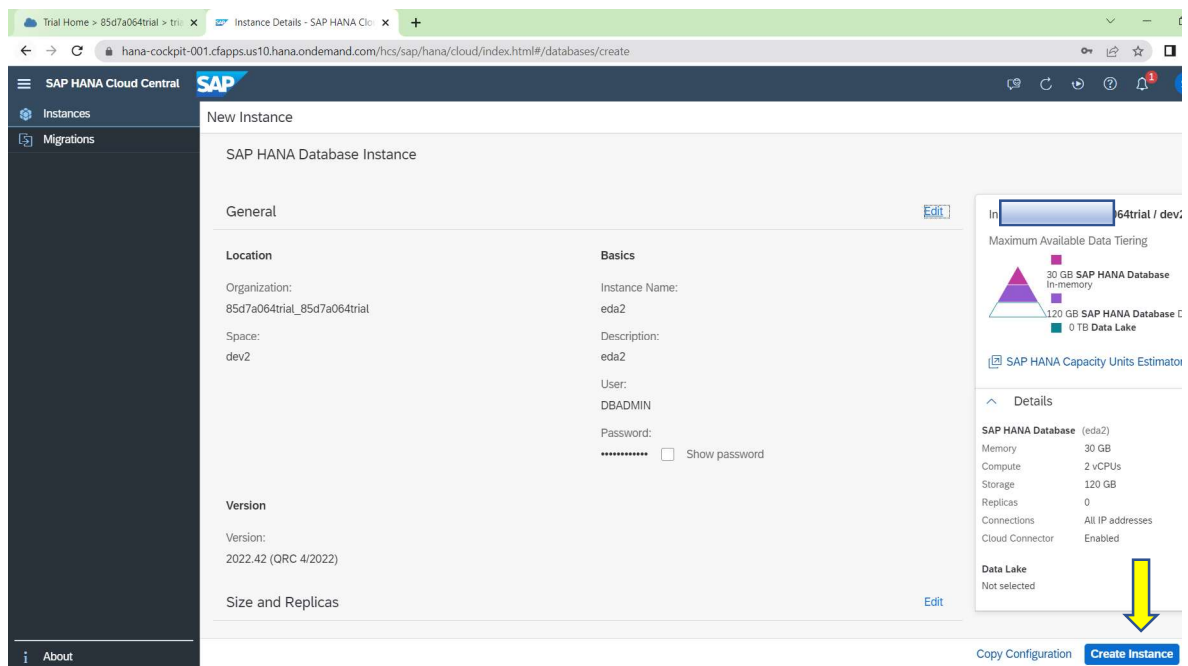 Trial Home > 85d7a064trial > tria
Instance Details - SAP HANA Clo
hana-cockpit-001.cfapps.us10.hana.ondemand.com/hcs/sap/hana/cloud/index.html#/databases/create
SAP HANA Cloud Central
SAP
1
Instances
Migrations
New Instance
SAP HANA Database Instance
General
Edit
Location
Organization:
85d7a064trial_85d7a064trial
Space:
dev2
Basics
Instance Name:
eda2
Description:
eda2
User:
DBADMIN
Password:
•••••••••••• Show password
Version
Version:
2022.42 (QRC 4/2022)
Size and Replicas
Edit
In 064trial / dev2
Maximum Available Data Tiering
30 GB SAP HANA Database
In-memory
120 GB SAP HANA Database D
0 TB Data Lake
SAP HANA Capacity Units Estimator
Details
SAP HANA Database (eda2)
Memory 30 GB
Compute 2 vCPUs
Storage 120 GB
Replicas 0
Connections All IP addresses
Cloud Connector Enabled
Data Lake
Not selected
About
Copy Configuration
Create Instance